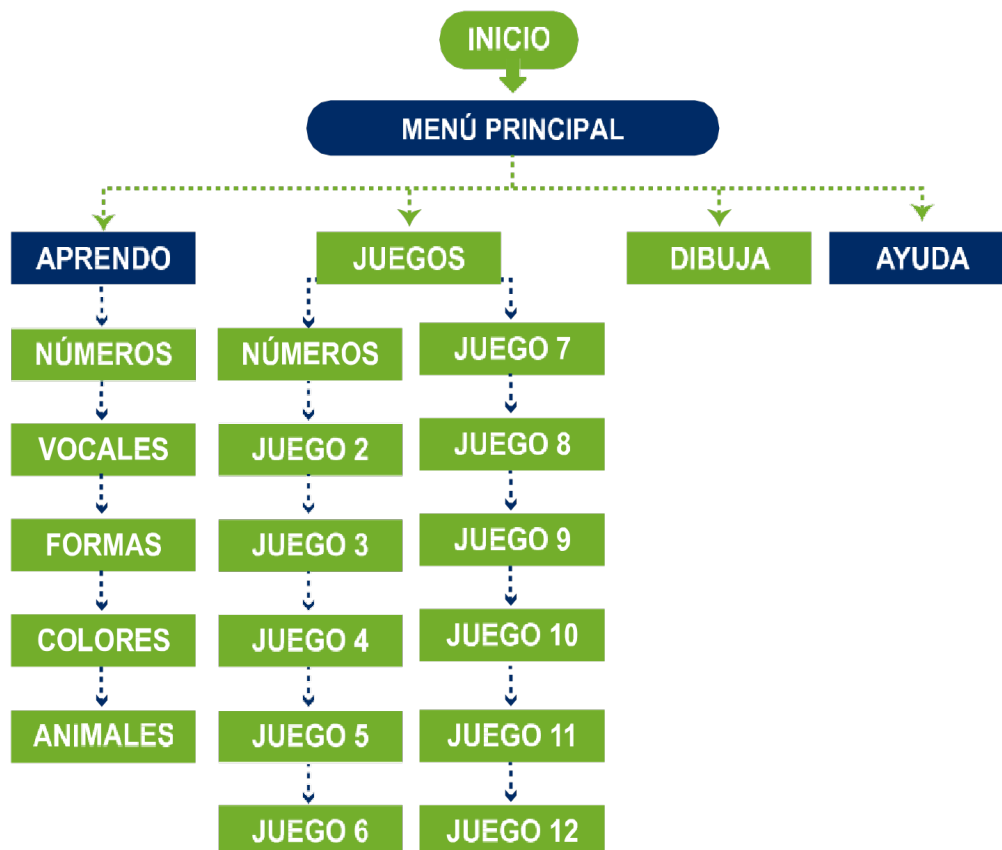 INICIO
MENÚ PRINCIPAL
APRENDO
JUEGOS
DIBUJA
AYUDA
NÚMEROS
VOCALES
FORMAS
COLORES
ANIMALES
NÚMEROS
JUEGO 2
JUEGO 3
JUEGO 4
JUEGO 5
JUEGO 6
JUEGO 7
JUEGO 8
JUEGO 9
JUEGO 10
JUEGO 11
JUEGO 12